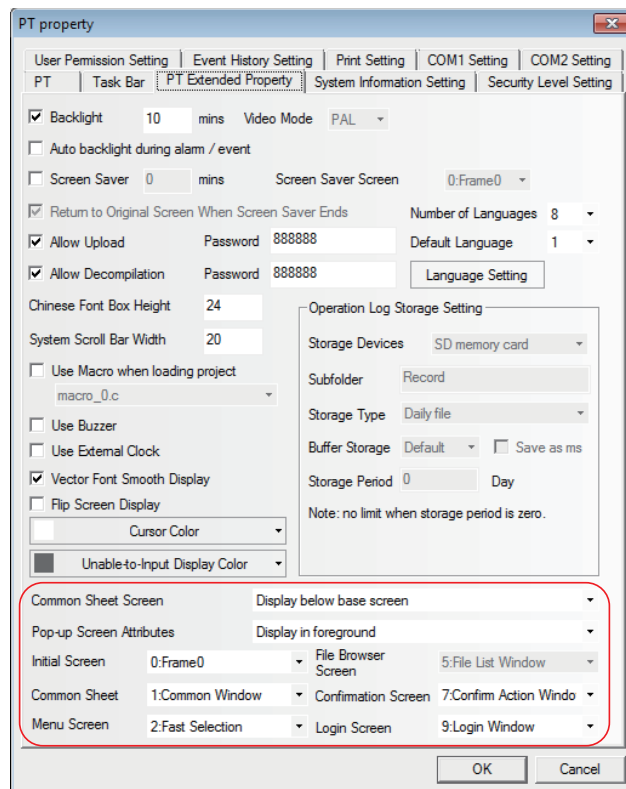 PT property
User Permission Setting Event History Setting Print Setting COM1 Setting COM2 Setting
PT Task Bar PT Extended Property System Information Setting Security Level Setting
Backlight 10 mins Video Mode PAL
Auto backlight during alarm / event
Screen Saver 0 mins Screen Saver Screen 0:Frame0
Return to Original Screen When Screen Saver Ends Number of Languages 8
Allow Upload Password 888888 Default Language 1
Allow Decompilation Password 888888 Language Setting
Chinese Font Box Height 24 Operation Log Storage Setting
System Scroll Bar Width 20 Storage Devices SD memory card
Use Macro when loading project Subfolder Record
macro_0.c
Storage Type Daily file
Use Buzzer
Use External Clock Buffer Storage Default Save as ms
Vector Font Smooth Display Storage Period 0 Day
Flip Screen Display Note: no limit when storage period is zero.
Cursor Color
Unable-to-Input Display Color
Common Sheet Screen Display below base screen
Pop-up Screen Attributes Display in foreground
Initial Screen 0:Frame0 File Browser Screen 5:File List Window
Common Sheet 1:Common Window Confirmation Screen 7:Confirm Action Windo
Menu Screen 2:Fast Selection Login Screen 9:Login Window
OK Cancel